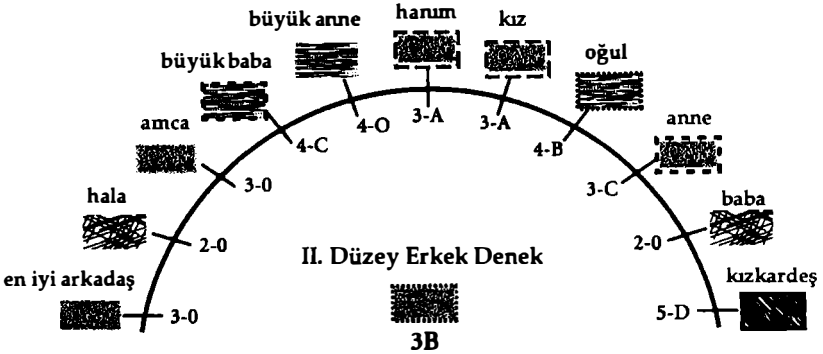 hanım
büyük anne
kız
büyük baba
oğul
amca
anne
hala
baba
en iyi arkadaş
kızkardeş
3-0
2-0
3-0
4-C
4-O
3-A
3-A
4-B
3-C
2-0
5-D
II. Düzey Erkek Denek
3B